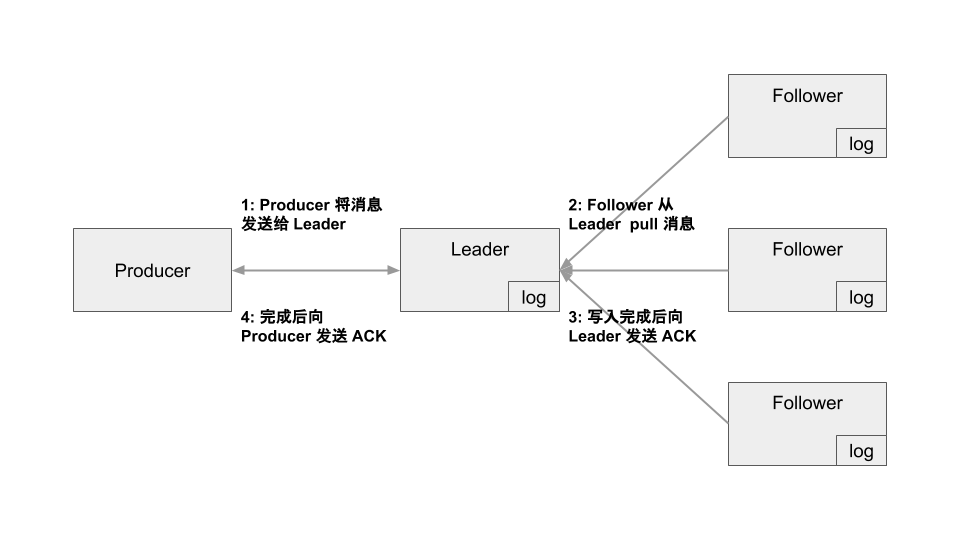 Follower
log
1: Producer 将消息
发送给 Leader
2: Follower 从
Leader  pull 消息
Producer
Leader
log
Follower
log
4: 完成后向
Producer 发送 ACK
3: 写入完成后向
Leader 发送 ACK
Follower
log